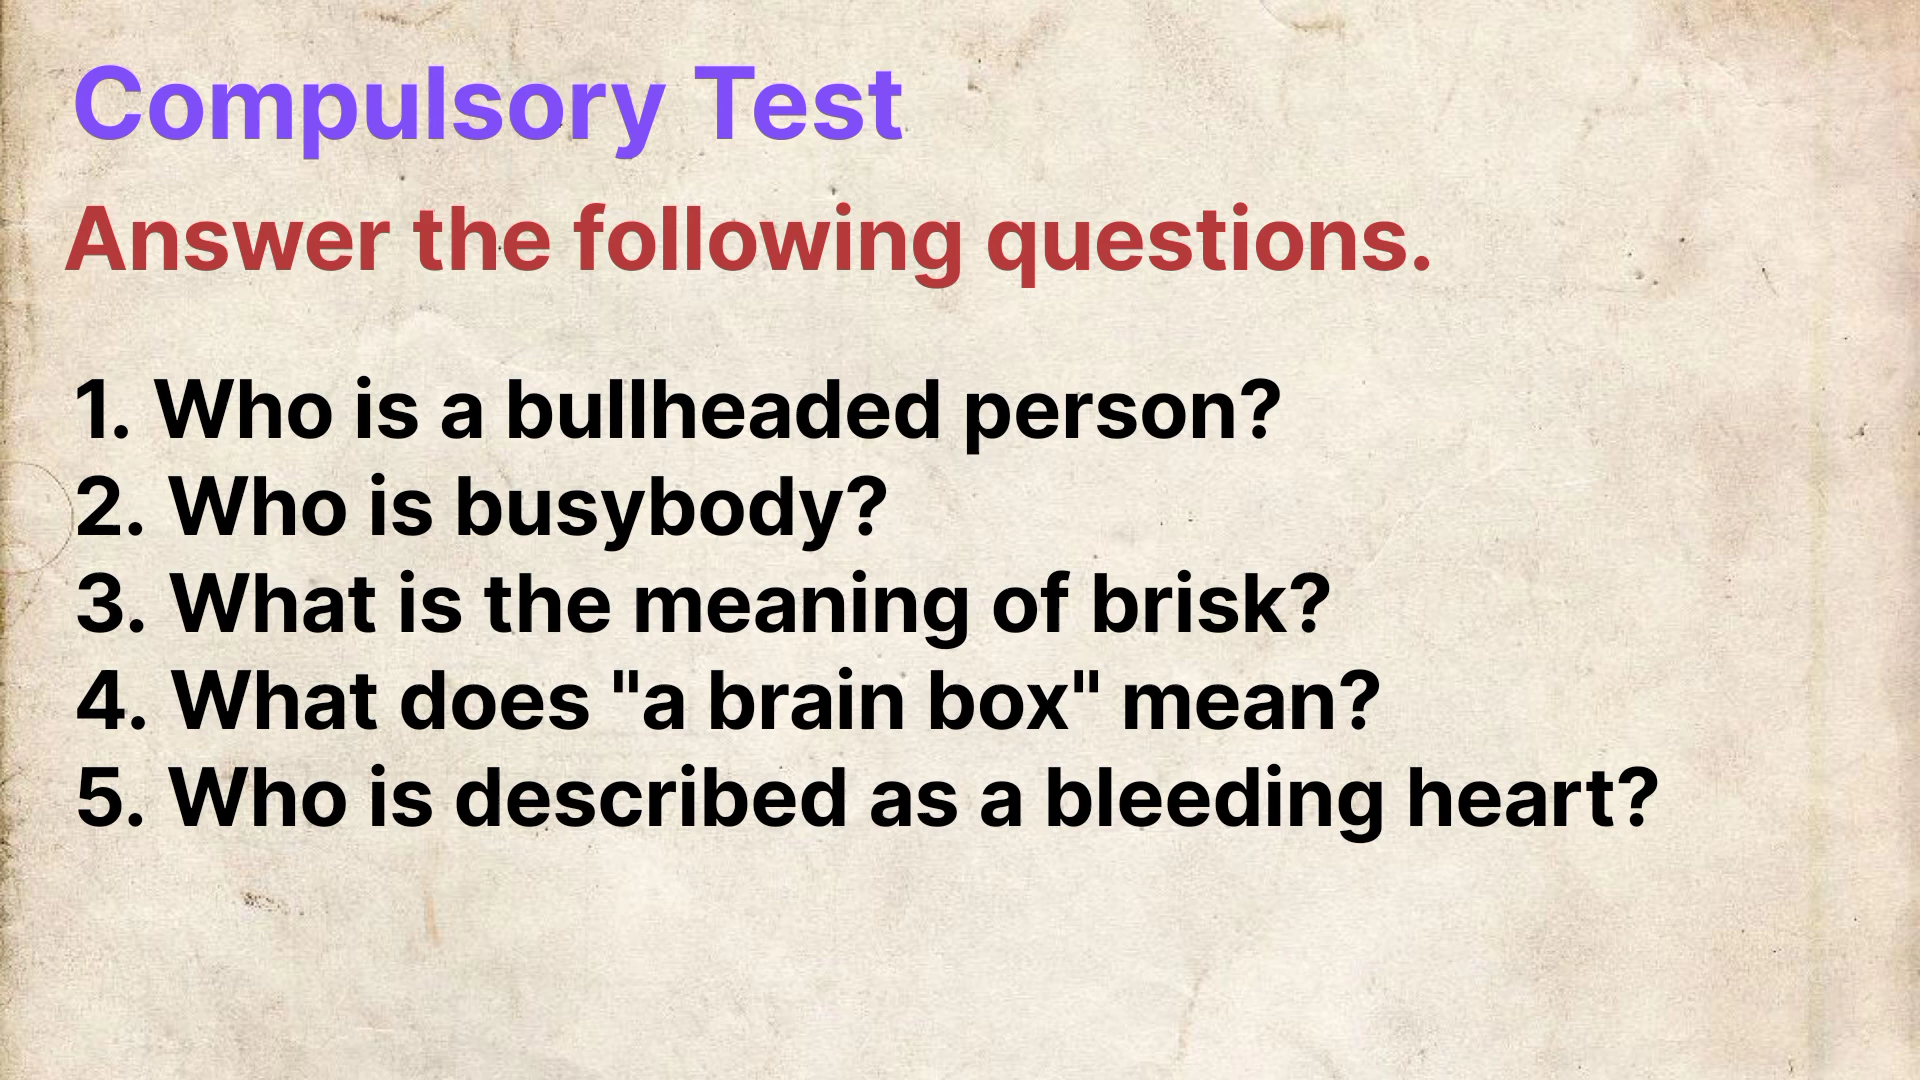 Compulsory Test
Answer the following questions.
1. Who is a bullheaded person?
2. Who is busybody?
3. What is the meaning of brisk?
4. What does "a brain box" mean?
5. Who is described as a bleeding heart?